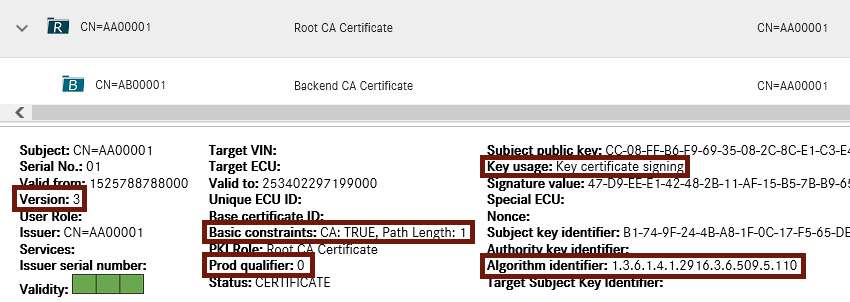 R CN=AA00001 Root CA Certificate CN=AA00001
B CN=AB00001 Backend CA Certificate CN=AA00001
Subject: CN=AA00001 Target VIN: Subject public key: CC-08-FF-B6-F9-69-35-08-2C-8C-E1-C3-E4
Serial No.: 01 Target ECU: Key usage: Key certificate signing
Valid from: 1525788788000 Valid to: 253402297199000 Signature value: 47-D9-EE-E1-42-48-2B-11-AF-15-B5-7B-B9-65
Version: 3 Unique ECU ID: Special ECU:
User Role: Base certificate ID: Nonce:
Issuer: CN=AA00001 Basic constraints: CA: TRUE, Path Length: 1 Subject key identifier: B1-74-9F-24-4B-A8-1F-0C-17-F5-65-DE
Services: PKI Role: Root CA Certificate Authority key identifier:
Issuer serial number: Prod qualifier: 0 Algorithm identifier: 1.3.6.1.4.1.2916.3.6.509.5.110
Validity: Status: CERTIFICATE Target Subject Key Identifier: